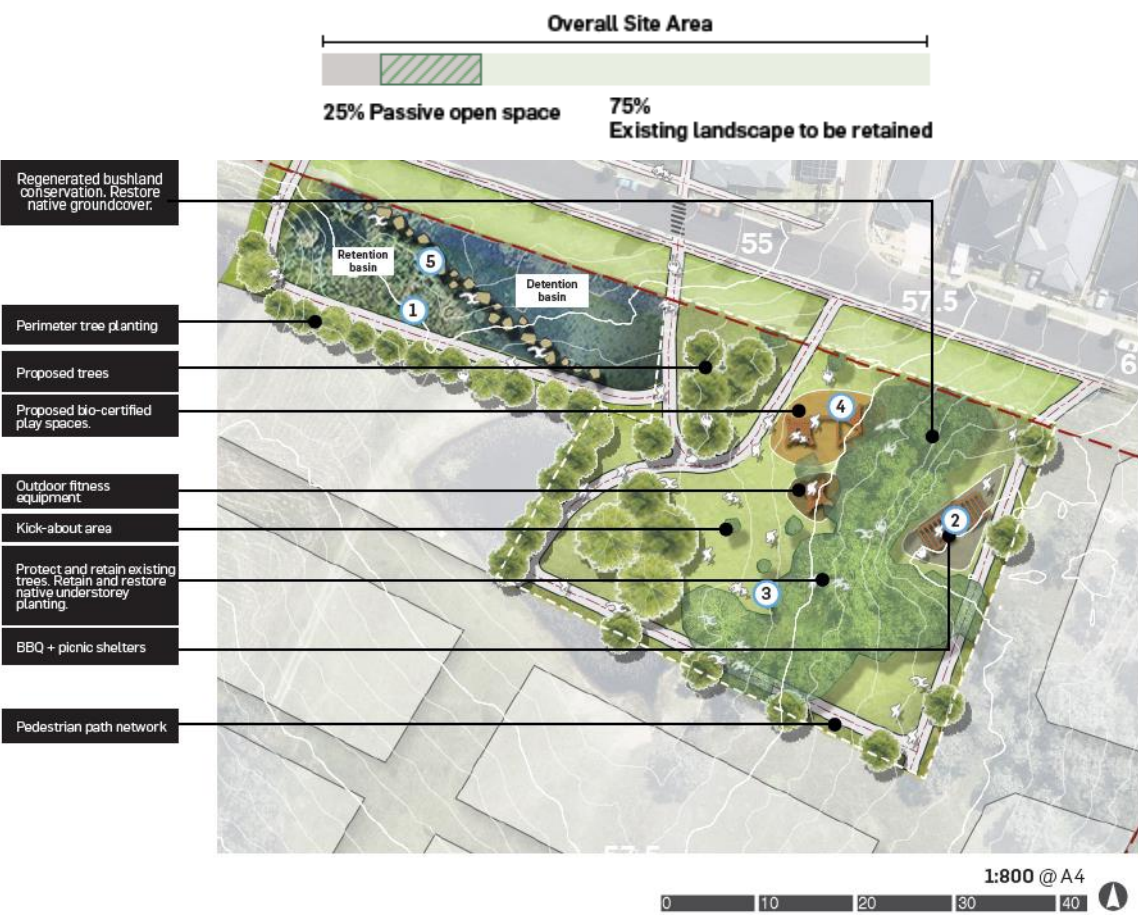 Overall Site Area
25% Passive open space
75%
Existing landscape to be retained
Regenerated bushland
conservation. Restore
native groundcover.
Perimeter tree planting
Proposed trees
Proposed bio-certified
play spaces.
Outdoor fitness
equipment
Kick-about area
Protect and retain existing
trees. Retain and restore
native understorey
planting.
BBQ + picnic shelters
Pedestrian path network
Retention
basin
5
Detention
basin
1
55
57.5
6
4
2
3
57.5
1:800 @ A4
0 10 20 30 40